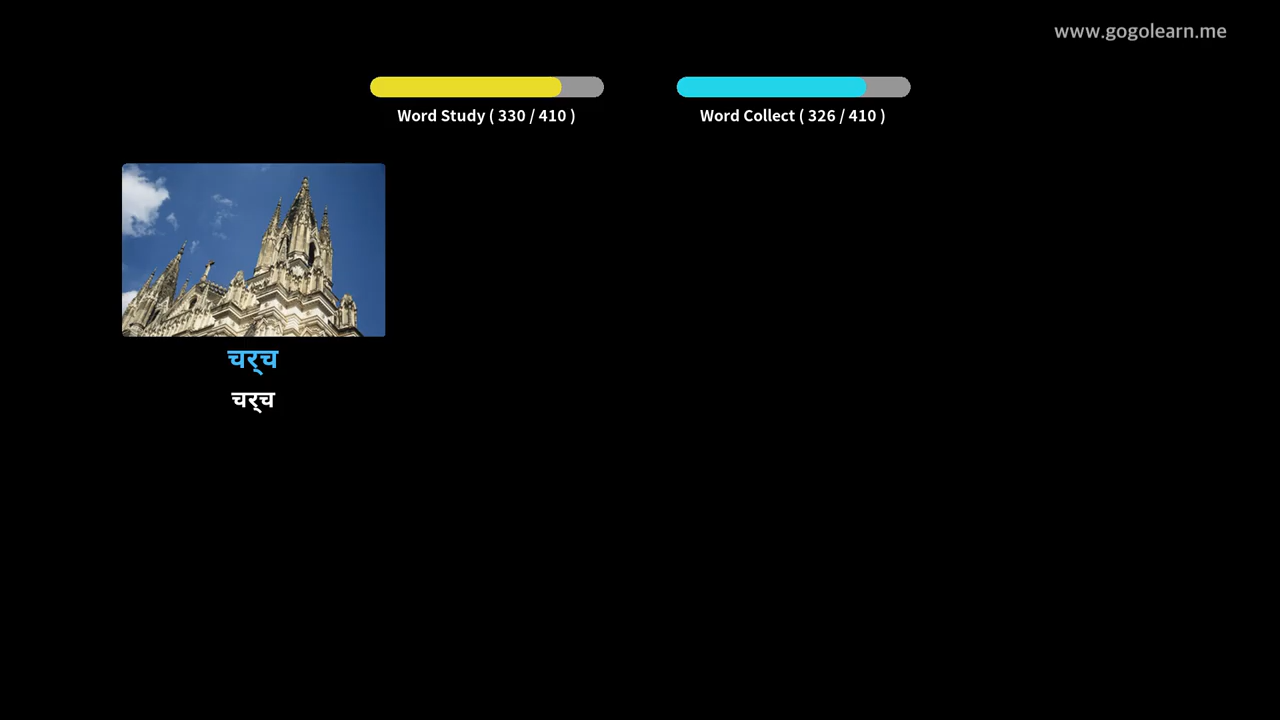 www.gogolearn.me
Word Study ( 330 / 410 )
Word Collect ( 326 / 410 )
चर्‍च
चर्‍च